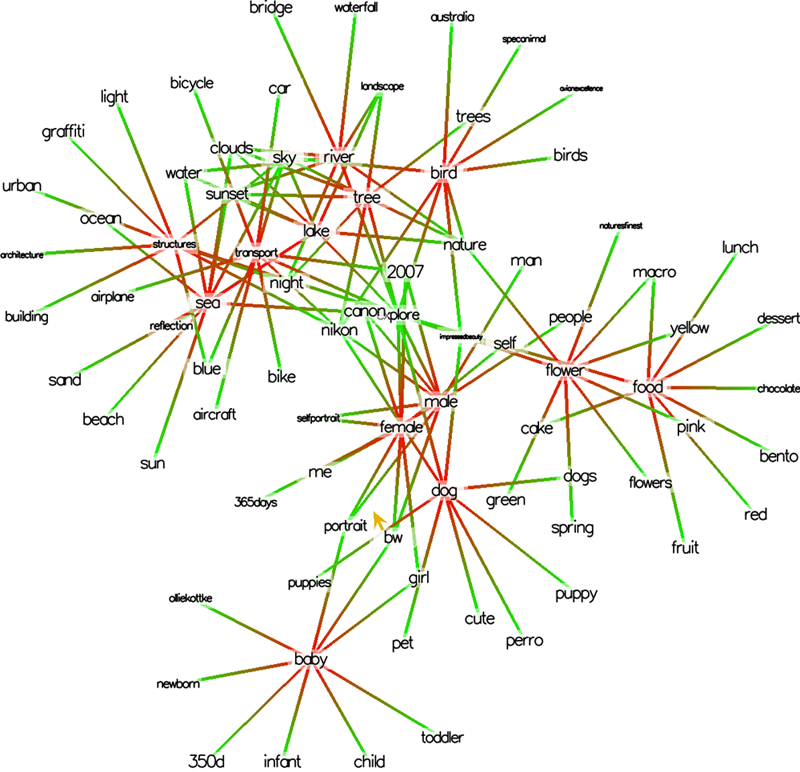 bridge
waterfall
australia
specanimal
bicycle
car
landscape
avianexcellence
light
graffiti
trees
clouds
sky
river
bird
birds
water
urban
sunset
tree
ocean
lake
structures
transport
nature
naturesfinest
architecture
2007
man
macro
lunch
night
airplane
sea
canon
explore
building
reflection
nikon
impressedbeauty
self
people
yellow
dessert
blue
sand
bike
flower
food
chocolate
beach
aircraft
male
selfportrait
female
cake
pink
sun
me
bento
dog
dogs
flowers
365days
green
red
portrait
bw
spring
fruit
puppies
girl
olliekottke
puppy
cute
pet
perro
baby
newborn
toddler
350d
infant
child